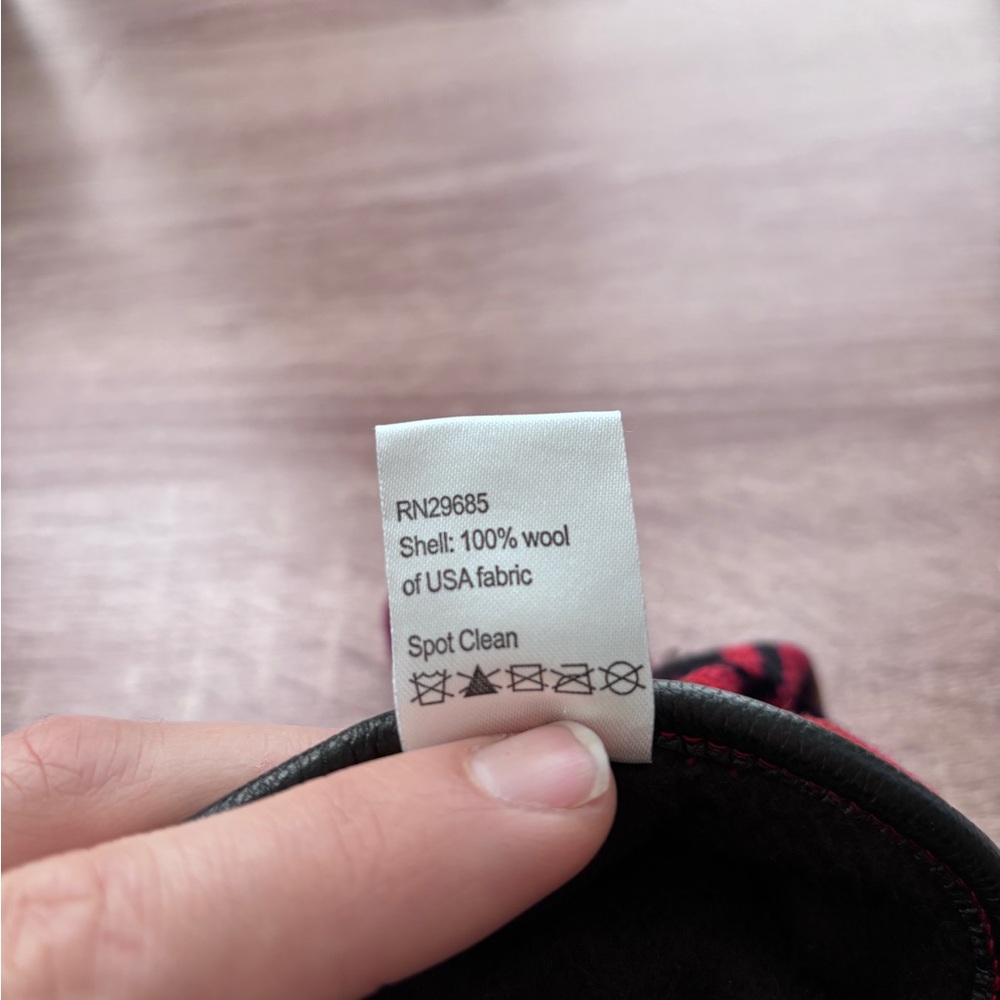 RN29685
Shell: 100% wool
of USA fabric
Spot Clean